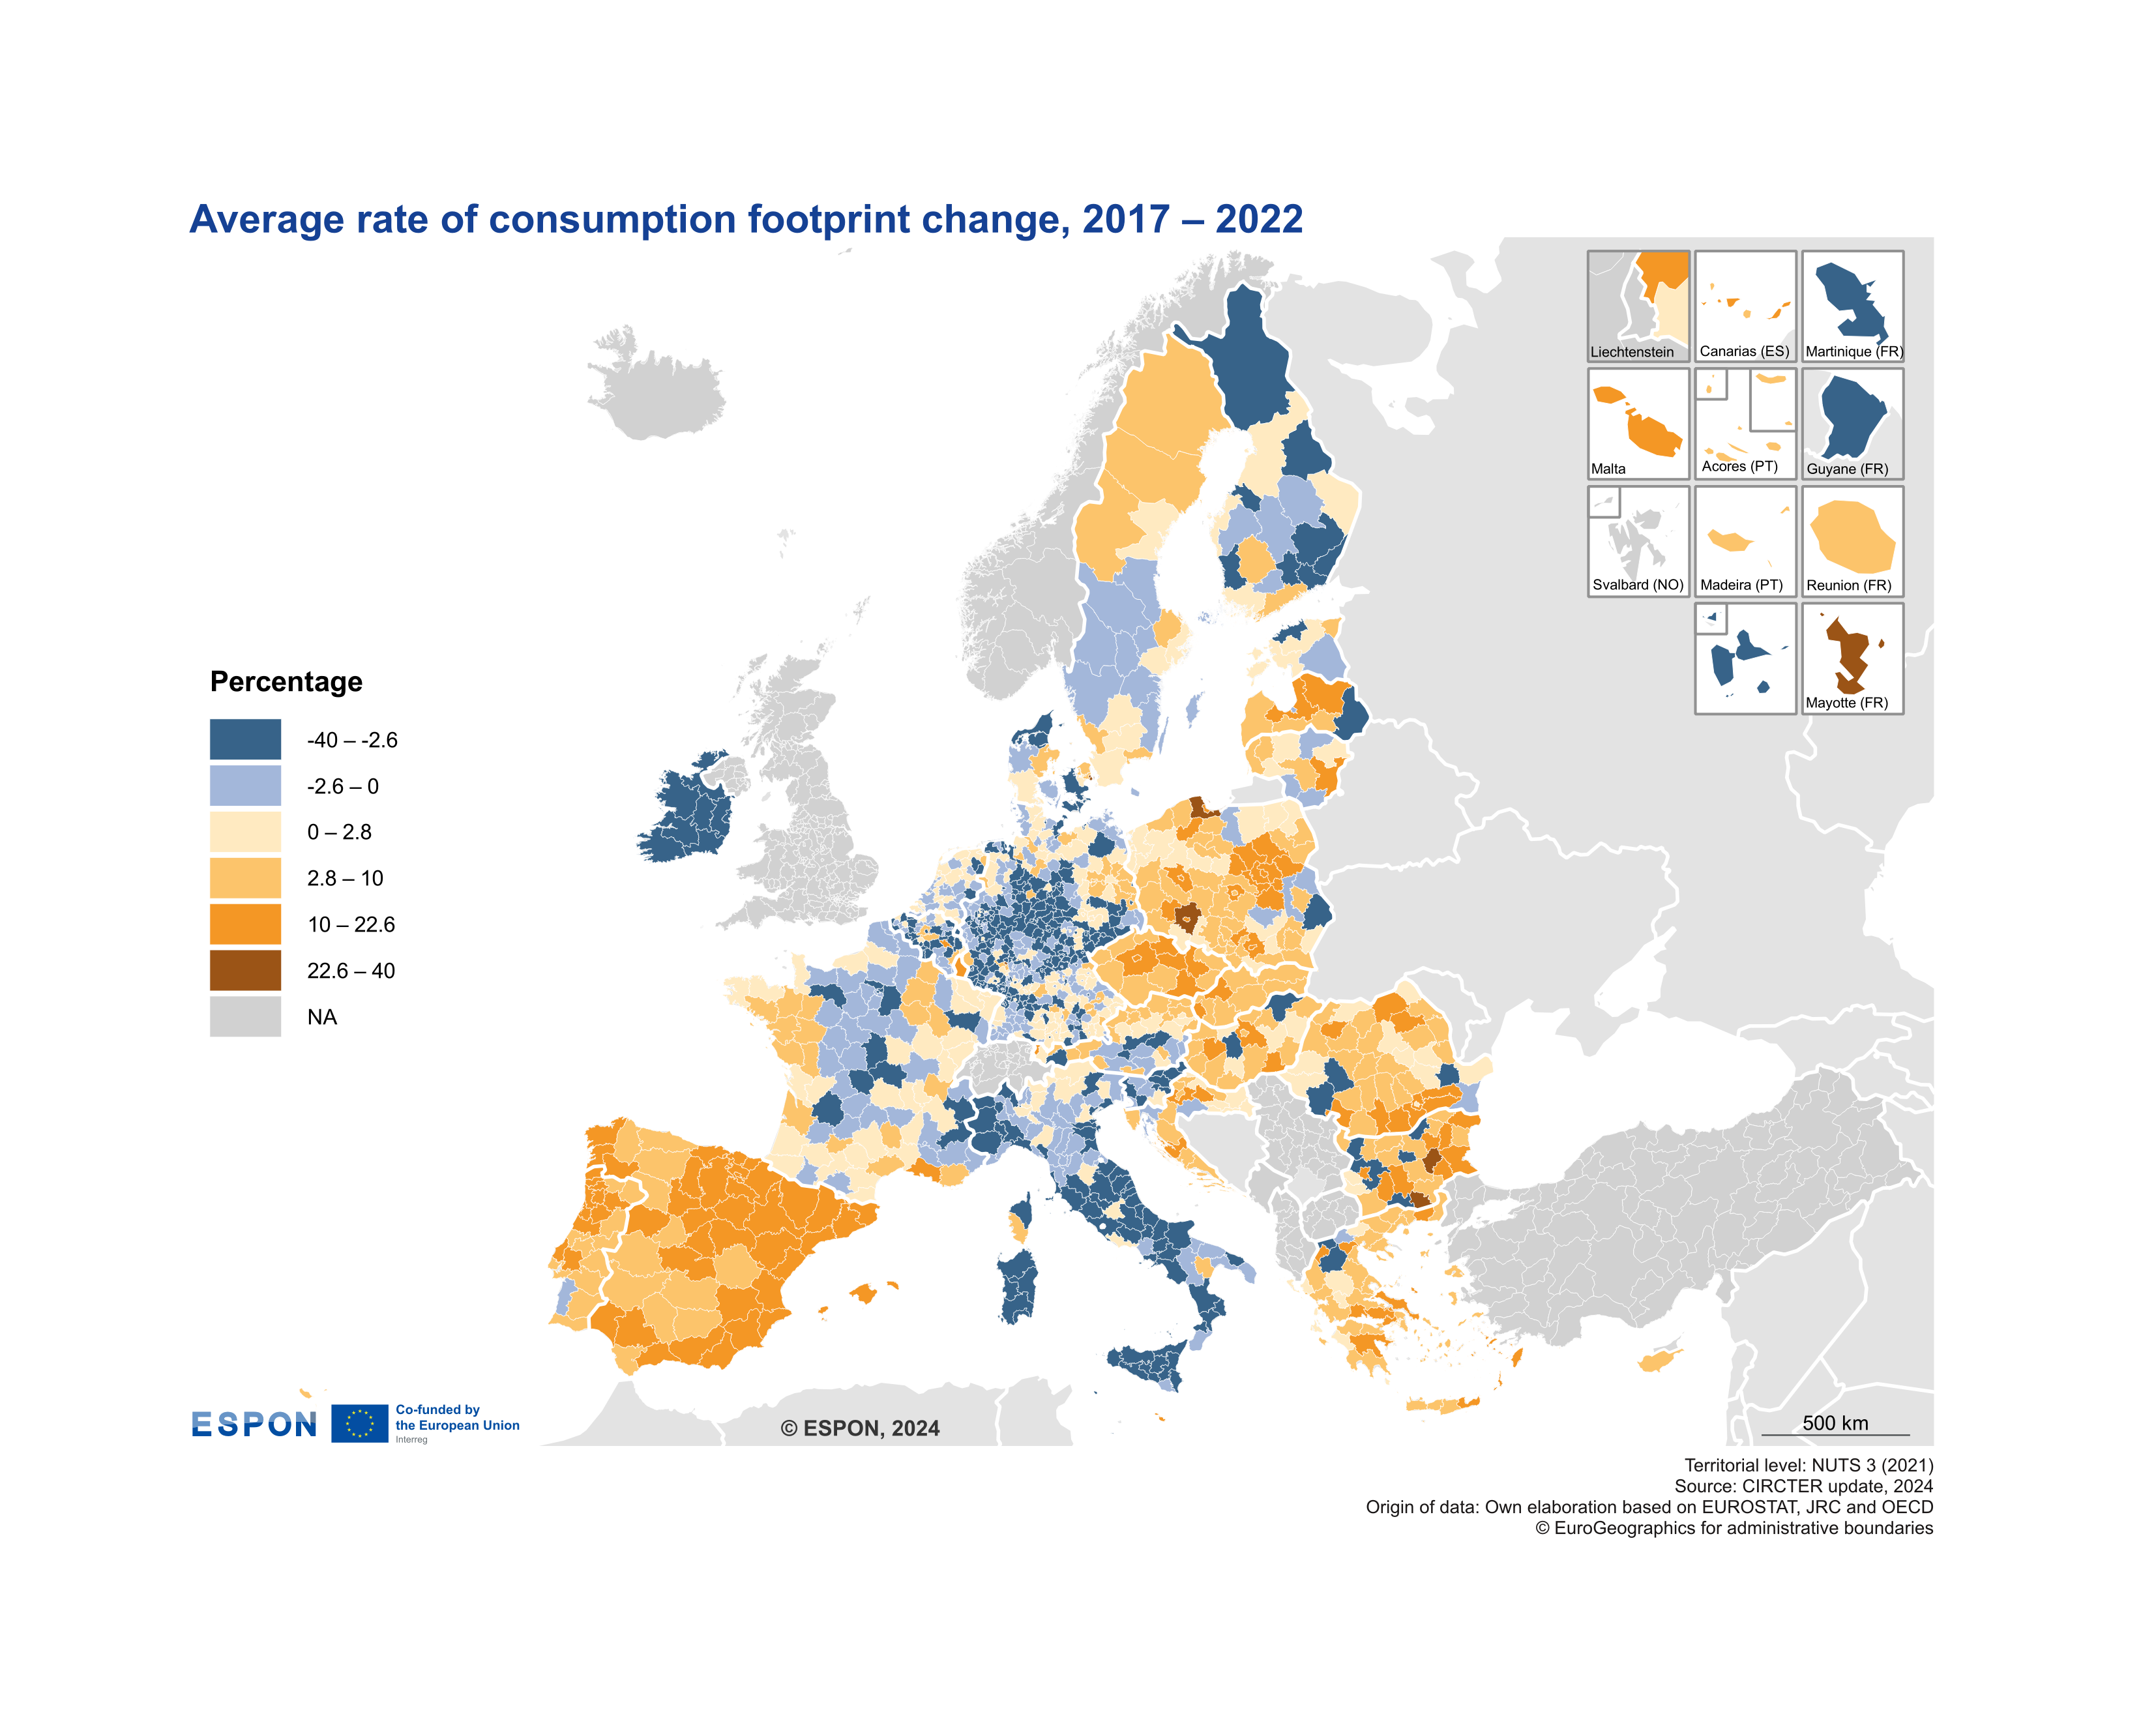 Average rate of consumption footprint change, 2017 – 2022
Liechtenstein
Canarias (ES)
Martinique (FR)
Malta
Acores (PT)
Guyane (FR)
Svalbard (NO)
Madeira (PT)
Reunion (FR)
Mayotte (FR)
Percentage
-40 – -2.6
-2.6 – 0
0 – 2.8
2.8 – 10
10 – 22.6
22.6 – 40
NA
ESPON
Co-funded by
the European Union
Interreg
© ESPON, 2024
500 km
Territorial level: NUTS 3 (2021)
Source: CIRCTER update, 2024
Origin of data: Own elaboration based on EUROSTAT, JRC and OECD
© EuroGeographics for administrative boundaries